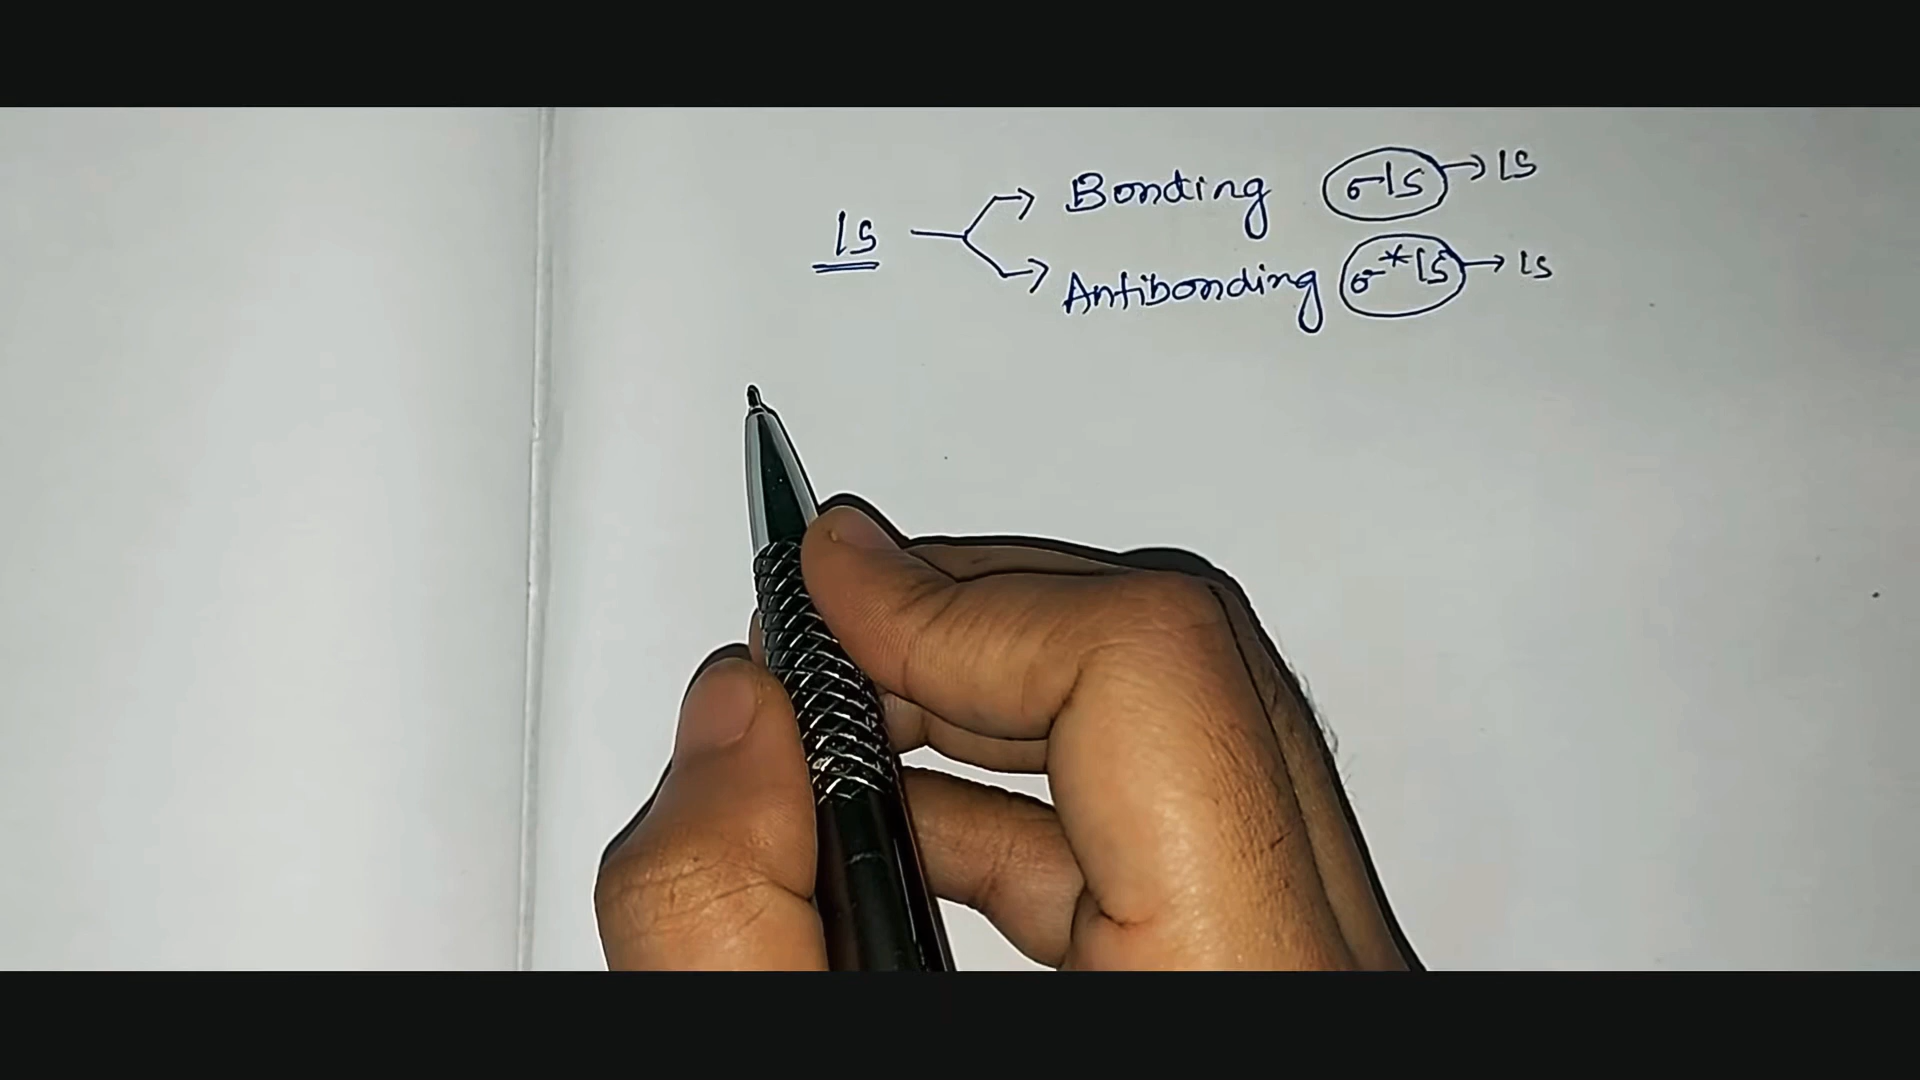 1s → Bonding σ1s → 1s
→ Antibonding σ*1s → 1s